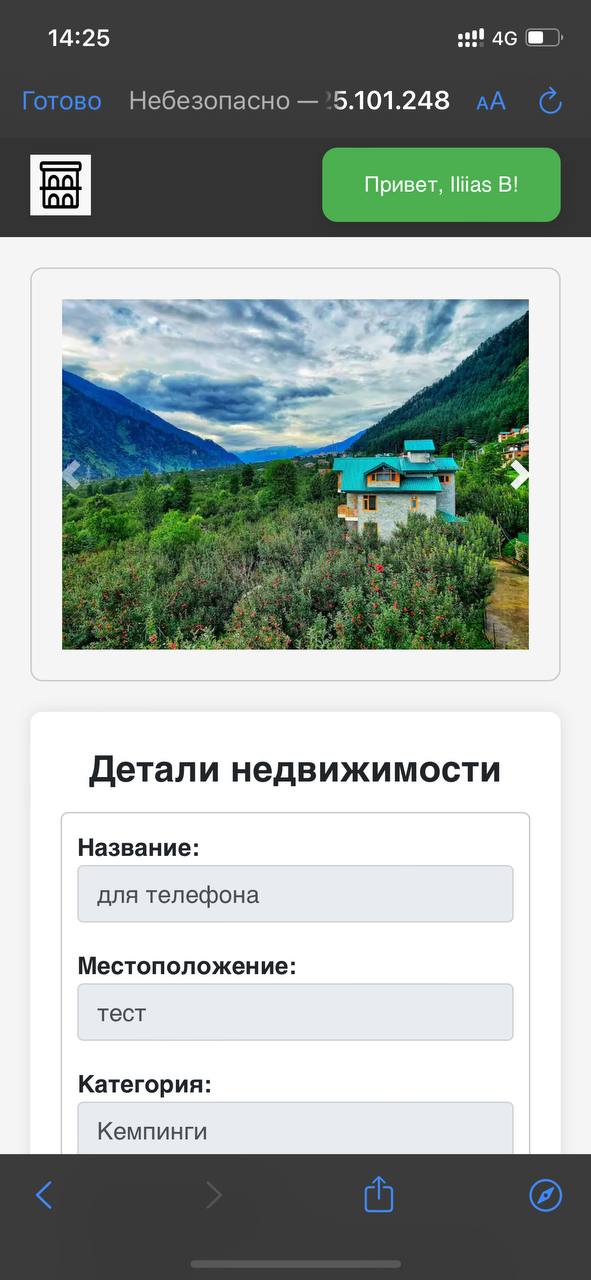 14:25
4G
Готово
Небезопасно — 5.101.248
AA
Привет, Iliias B!
Детали недвижимости
Название:
для телефона
Местоположение:
тест
Категория:
Кемпинги